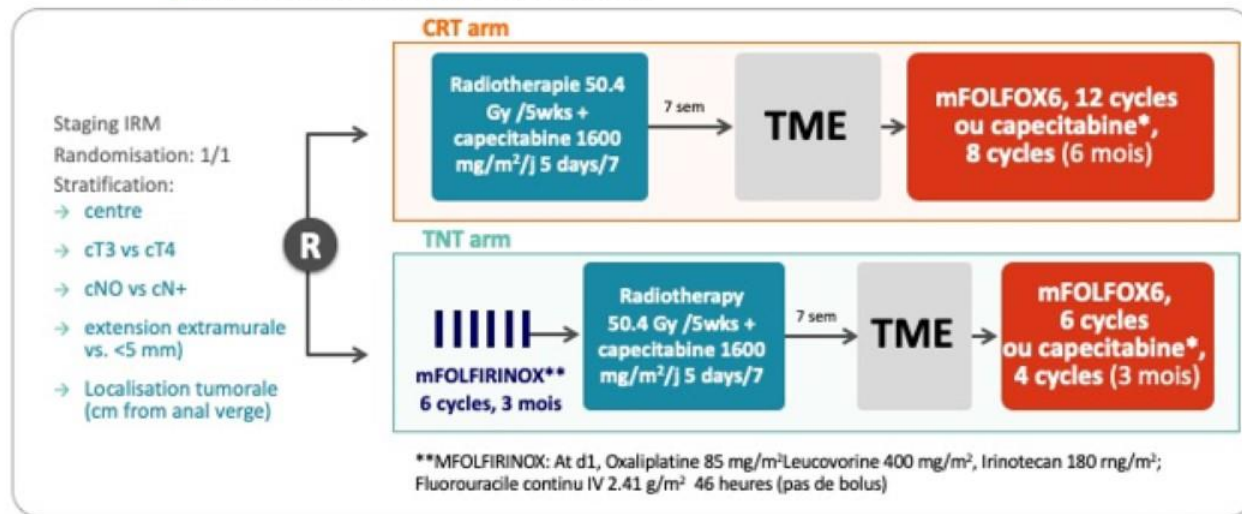 CRT arm
Staging IRM
Randomisation: 1/1
Stratification:
→ centre
→ cT3 vs cT4
→ cNO vs cN+
→ extension extramurale
vs. <5 mm)
→ Localisation tumorale
(cm from anal verge)
R
Radiotherapie 50.4
Gy /5wks +
capecitabine 1600
mg/m²/j 5 days/7
7 sem
TME
mFOLFOX6, 12 cycles
ou capecitabine*,
8 cycles (6 mois)
TNT arm
mFOLFIRINOX**
6 cycles, 3 mois
Radiotherapy
50.4 Gy /5wks +
capecitabine 1600
mg/m²/j 5 days/7
7 sem
TME
mFOLFOX6,
6 cycles
ou capecitabine*,
4 cycles (3 mois)
**MFOLFIRINOX: At d1, Oxaliplatine 85 mg/m²Leucovorine 400 mg/m², Irinotecan 180 rng/m²;
Fluorouracile continu IV 2.41 g/m² 46 heures (pas de bolus)